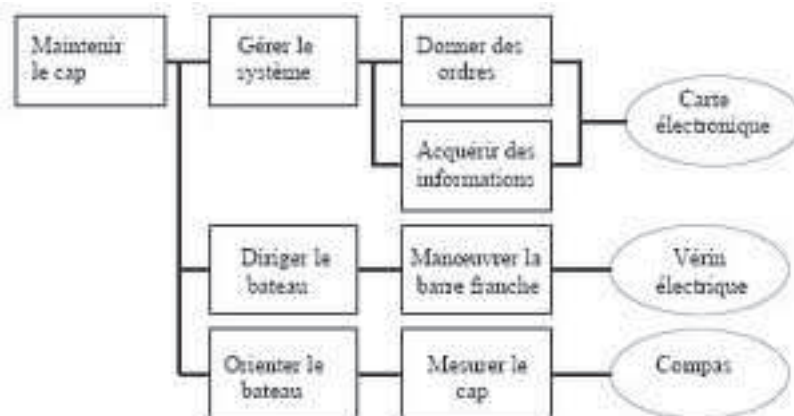 Maintenir
le cap
Gérer le
système
Donner des
ordres
Carte
électronique
Acquérir des
informations
Diriger le
bateau
Manœuvrer la
barre franche
Vérin
électrique
Orienter le
bateau
Mesurer le
cap
Compas